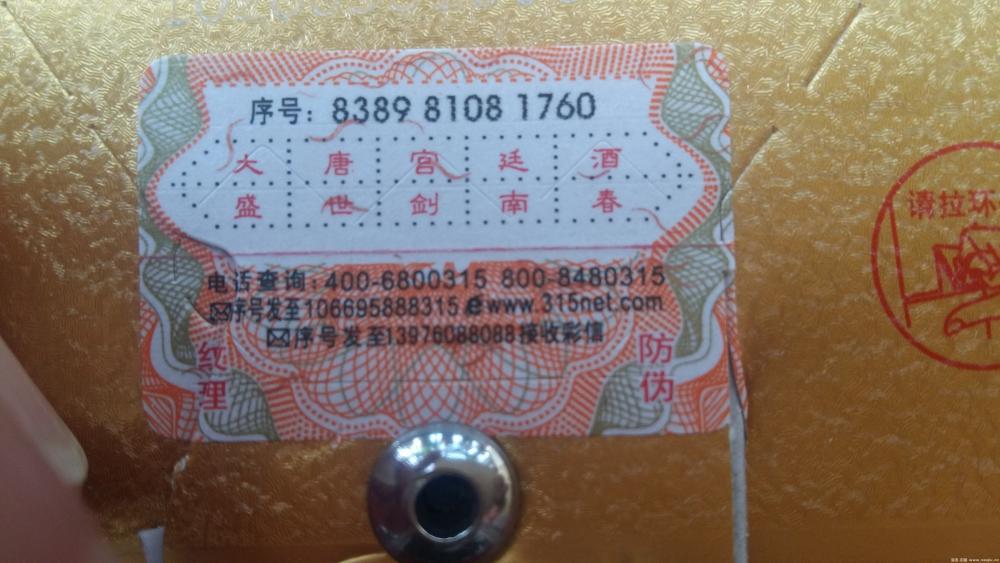 序号: 8389 8108 1760
大 唐 宫 廷 酒
盛 世 剑 南 春
电话查询: 400-6800315 800-8480315
序号发至106695888315 www.315net.com
序号发至13976088088接收彩信
纹理
防伪
请拉环